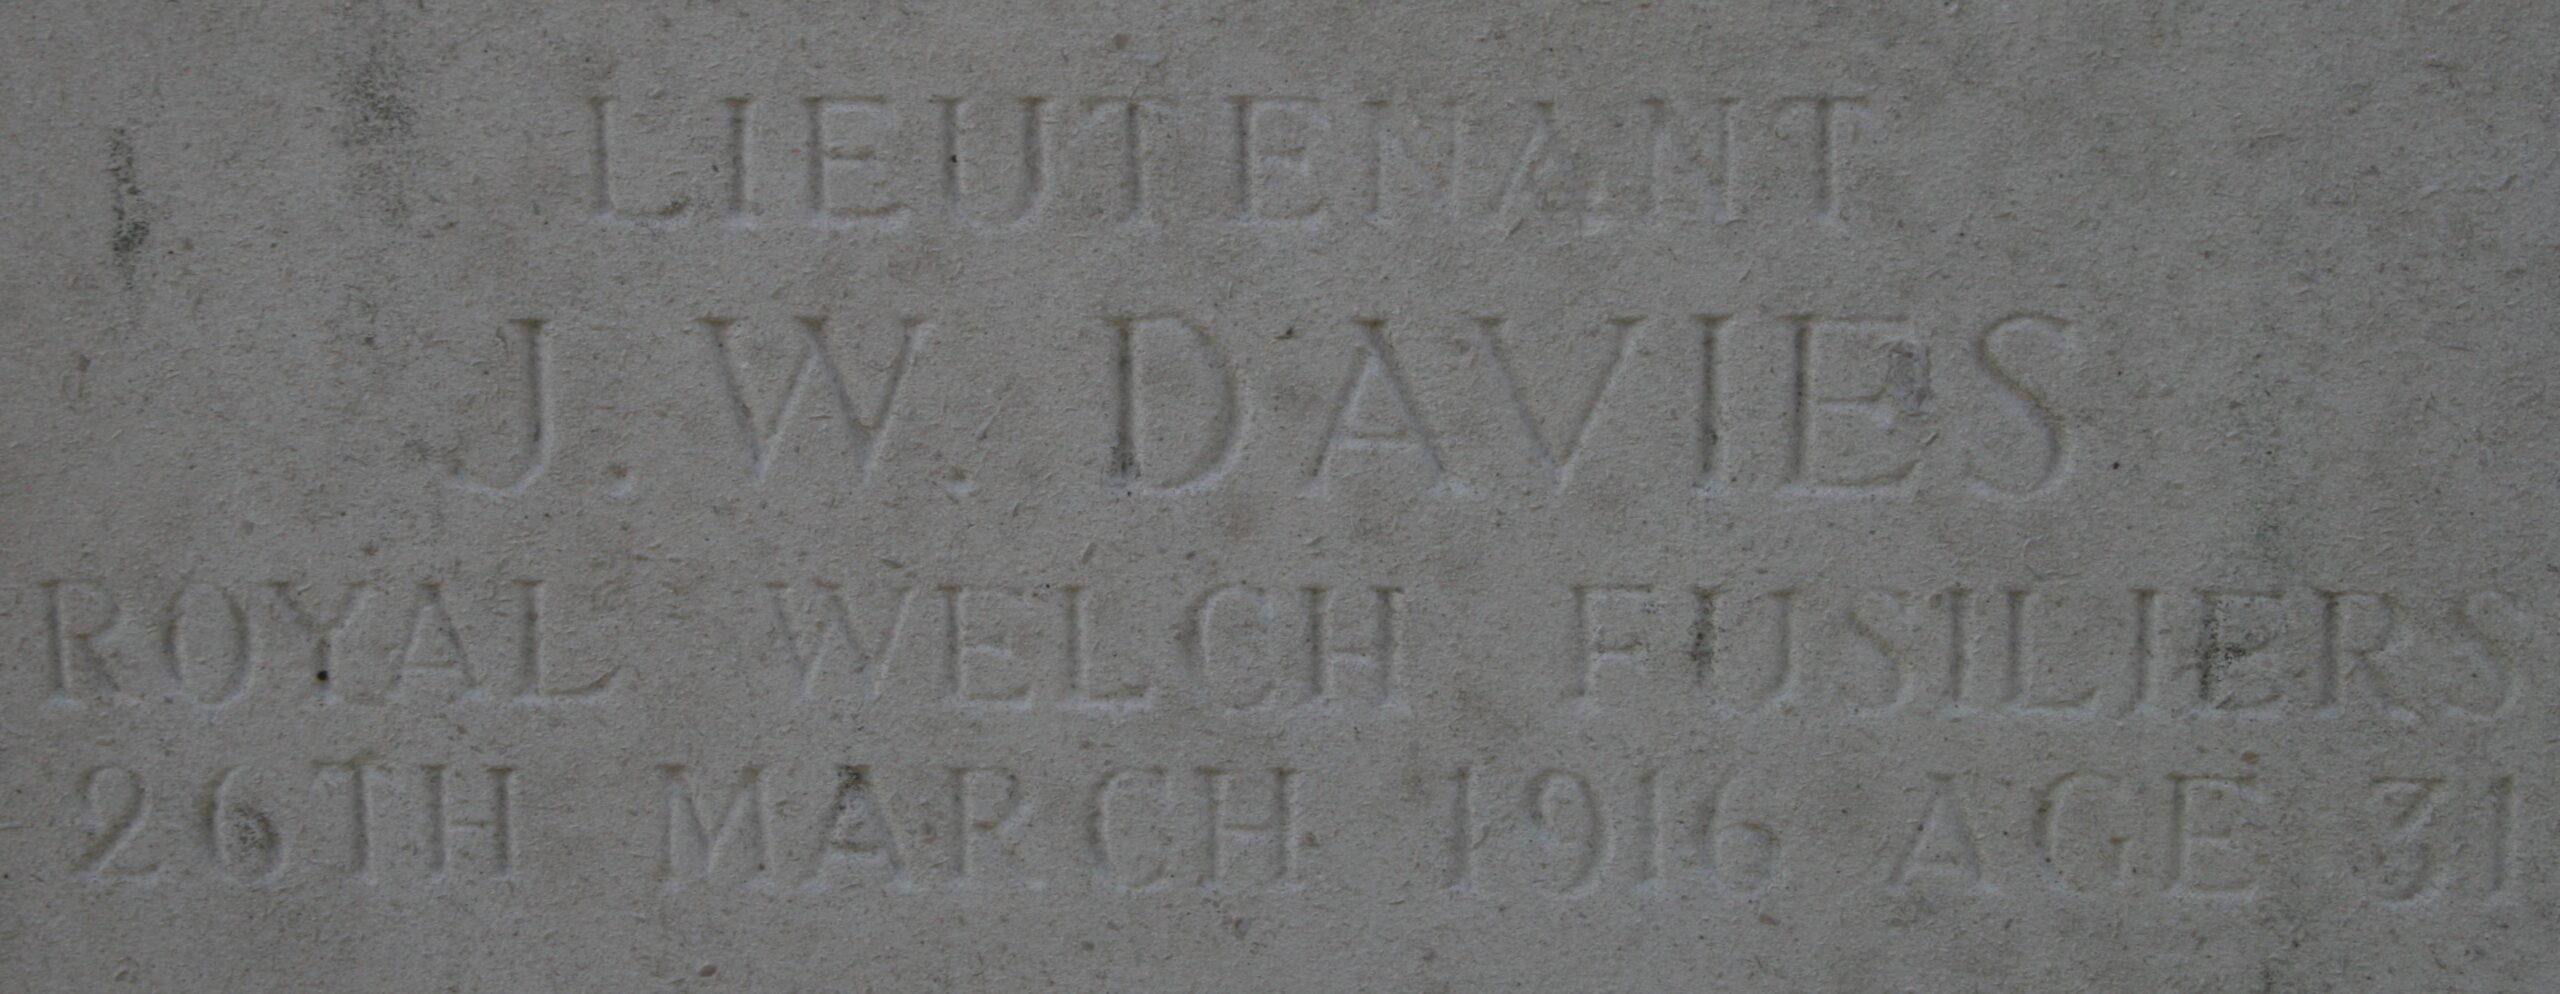 LIEUTENANT
J.W. DAVIES
ROYAL WELCH FUSILIERS
26TH MARCH 1916 AGE 31